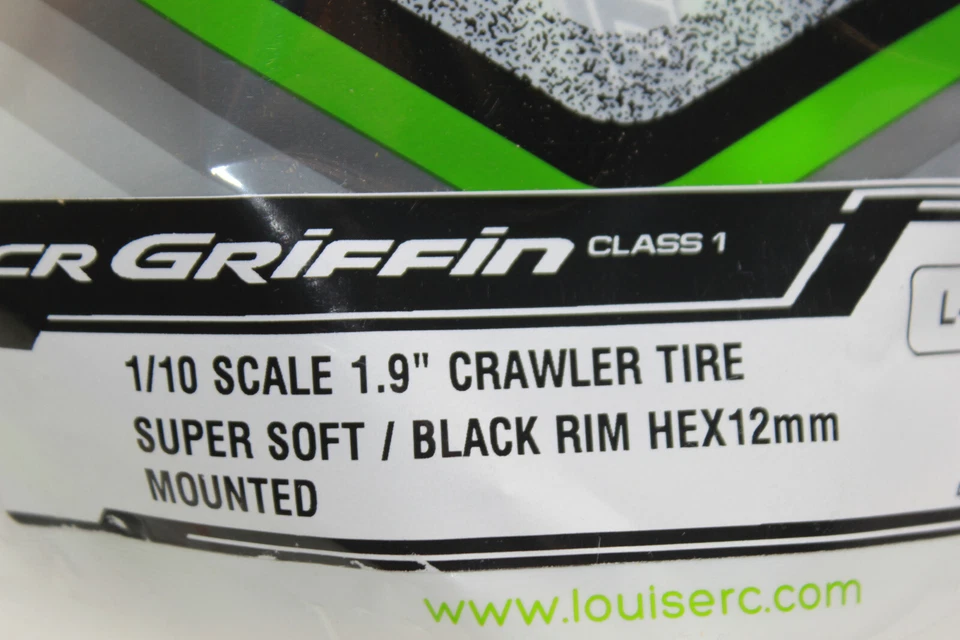 CR GRiFFin CLASS 1
L-
1/10 SCALE 1.9" CRAWLER TIRE
SUPER SOFT / BLACK RIM HEX12mm
MOUNTED
www.louiserc.com